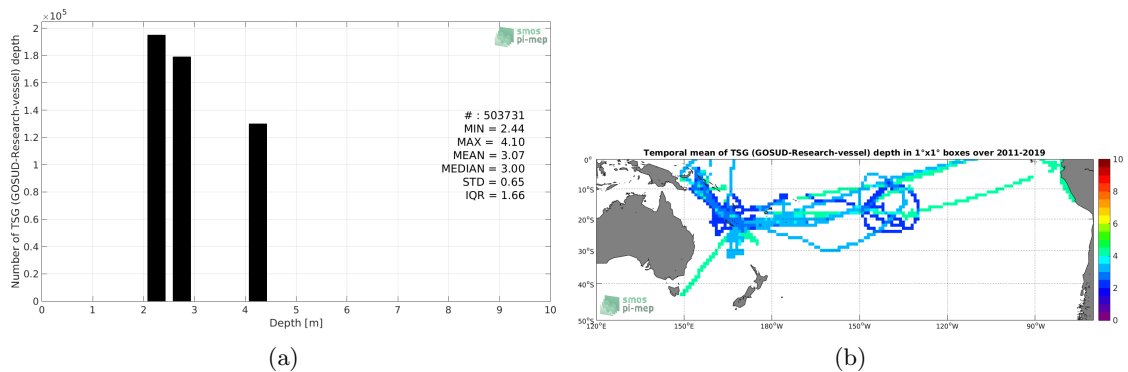 ×10⁵
2
1.8
1.6
1.4
1.2
1
0.8
0.6
0.4
0.2
0
Number of TSG (GOSUD-Research-vessel) depth
smos
pi-mep
# : 503731
MIN = 2.44
MAX = 4.10
MEAN = 3.07
MEDIAN = 3.00
STD = 0.65
IQR = 1.66
0 1 2 3 4 5 6 7 8 9 10
Depth [m]
(a)
Temporal mean of TSG (GOSUD-Research-vessel) depth in 1°x1° boxes over 2011-2019
0°
10°S
20°S
30°S
40°S
50°S
smos
pi-mep
120°E 150°E 180°W 150°W 120°W 90°W
10
9
8
7
6
5
4
3
2
1
0
(b)